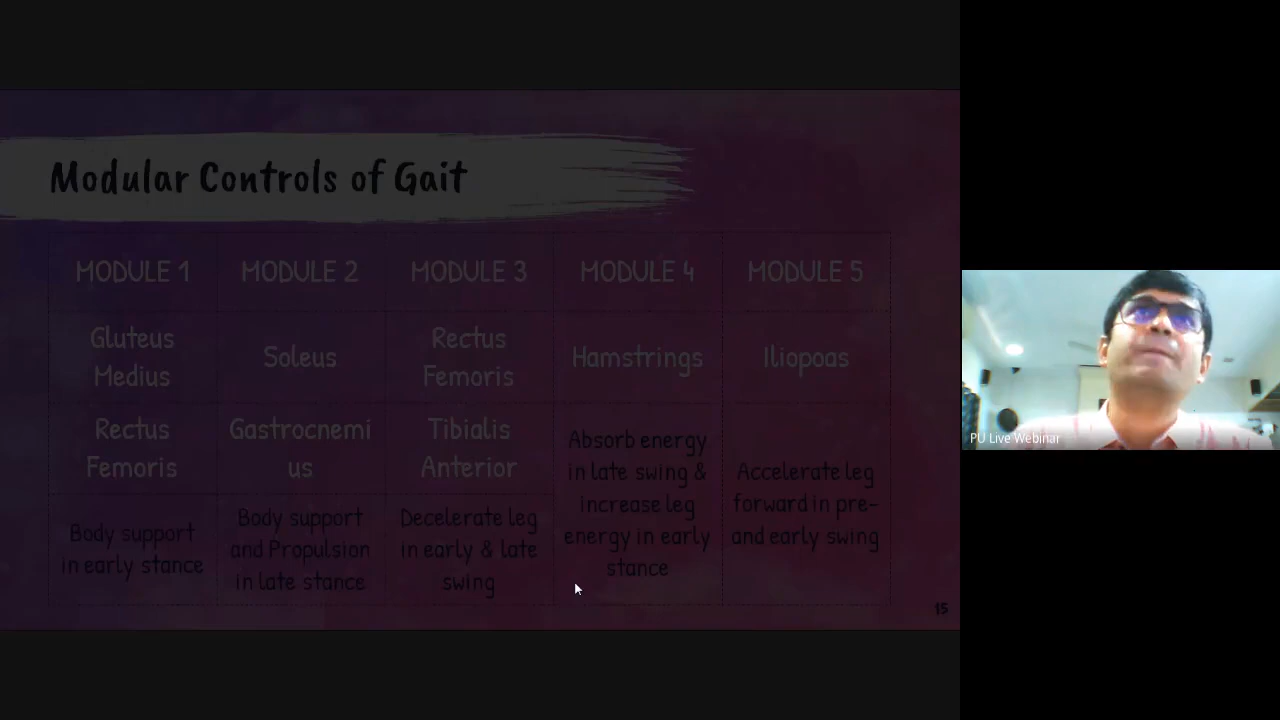 Modular Controls of Gait
MODULE 1
MODULE 2
MODULE 3
MODULE 4
MODULE 5
Gluteus
Medius
Soleus
Rectus
Femoris
Hamstrings
Iliopoas
Rectus
Femoris
Gastrocnemi
us
Tibialis
Anterior
Absorb energy
in late swing &
increase leg
energy in early
stance
Accelerate leg
forward in pre-
and early swing
Body support
in early stance
Body support
and Propulsion
in late stance
Decelerate leg
in early & late
swing
15
PU Live Webinar